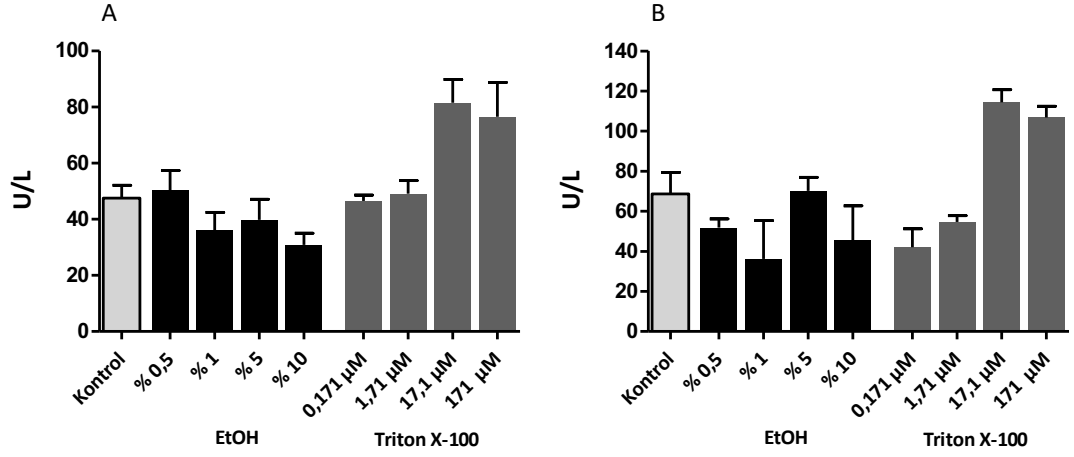 A
U/L
100
80
60
40
20
0
Kontrol
% 0,5
% 1
% 5
% 10
0,171 µM
1,71 µM
17,1 µM
171 µM
EtOH
Triton X-100
B
U/L
140
120
100
80
60
40
20
0
Kontrol
% 0,5
% 1
% 5
% 10
0,171 µM
1,71 µM
17,1 µM
171 µM
EtOH
Triton X-100